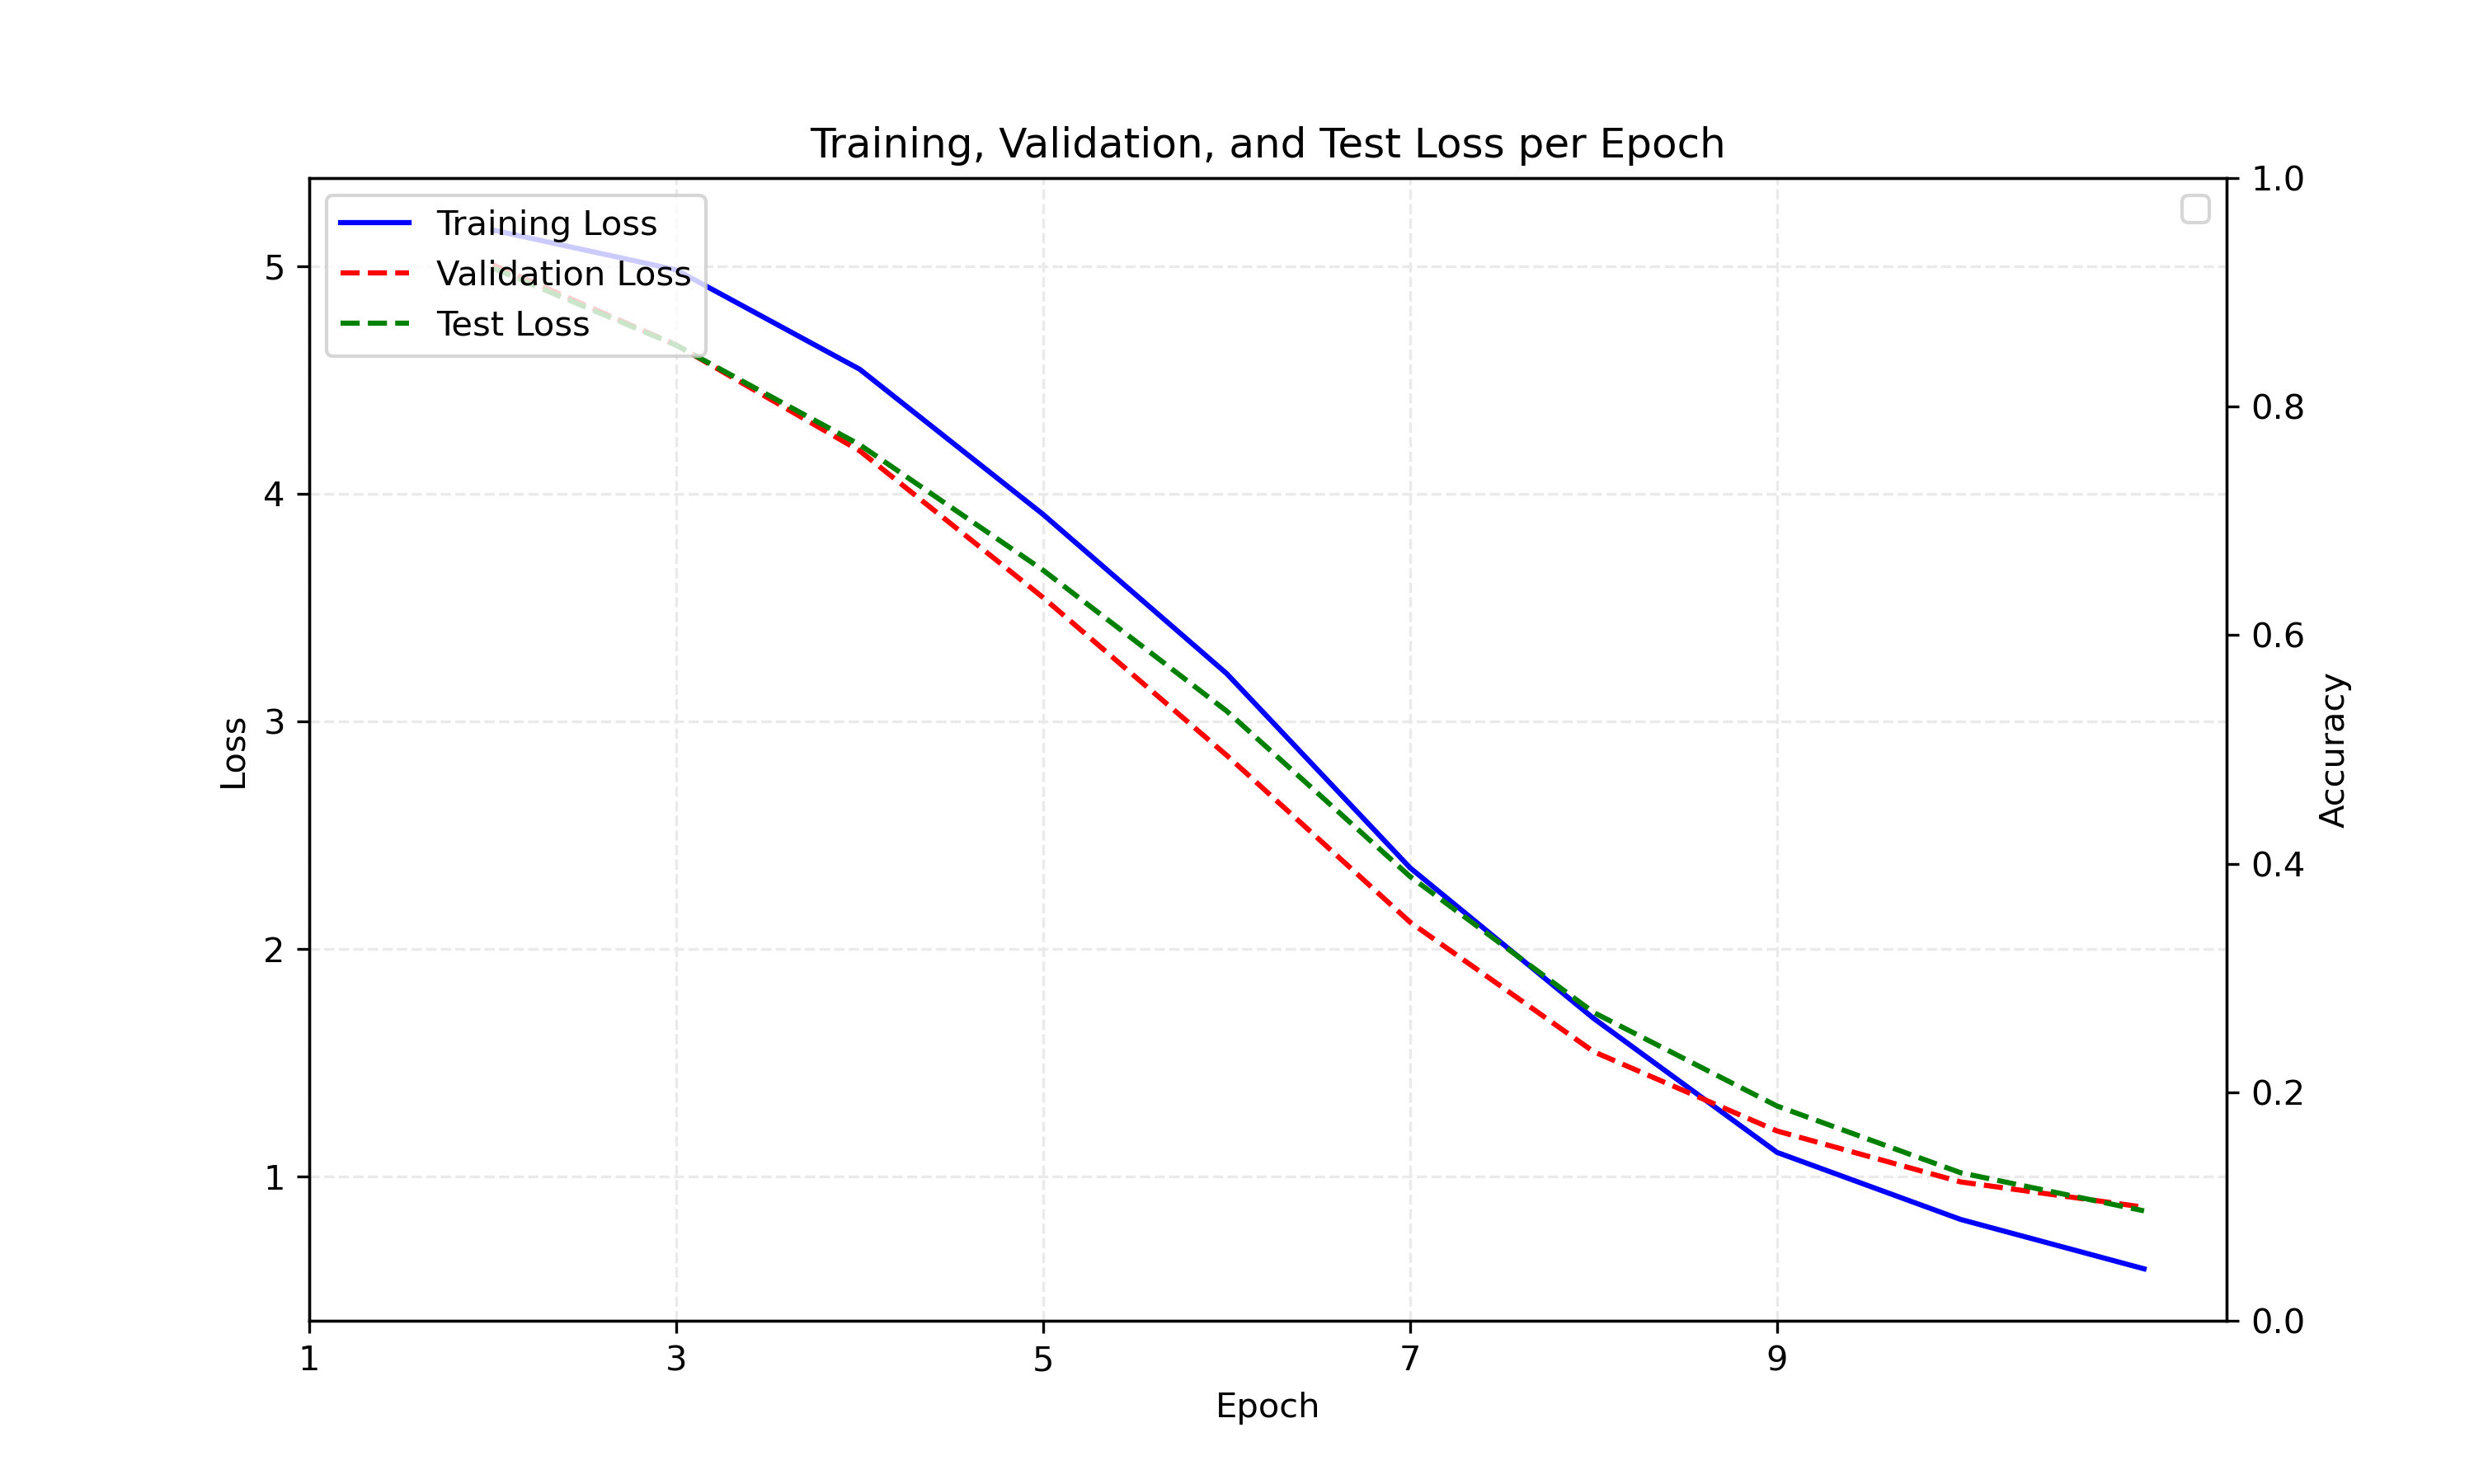 Training, Validation, and Test Loss per Epoch
Training Loss
Validation Loss
Test Loss
5
4
3
2
1
Loss
1.0
0.8
0.6
0.4
0.2
0.0
Accuracy
1 3 5 7 9
Epoch